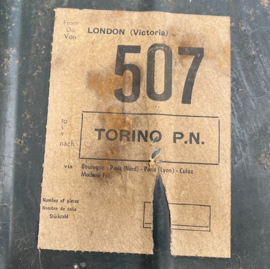 From
De
Von
LONDON (Victoria)
507
to
à
nach
TORINO P.N.
via
Boulogne - Paris (Nord) - Paris (Lyon) - Culoz
Modane Fr
Number of pieces
Nombre de colis
Stückzahl